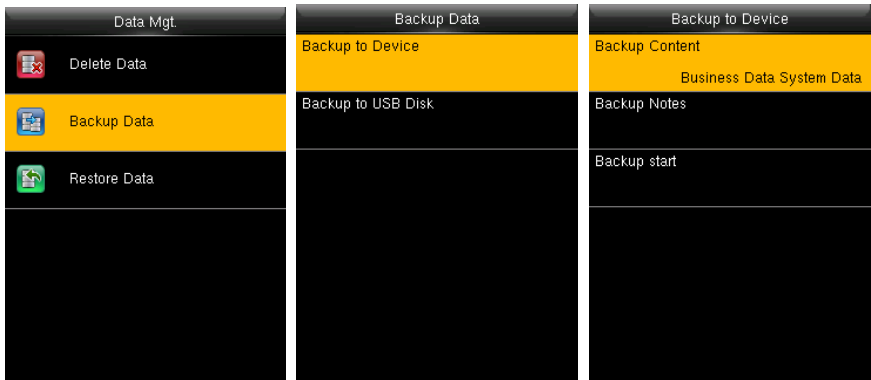 Data Mgt.
Delete Data
Backup Data
Restore Data
Backup Data
Backup to Device
Backup to USB Disk
Backup to Device
Backup Content
Business Data System Data
Backup Notes
Backup start